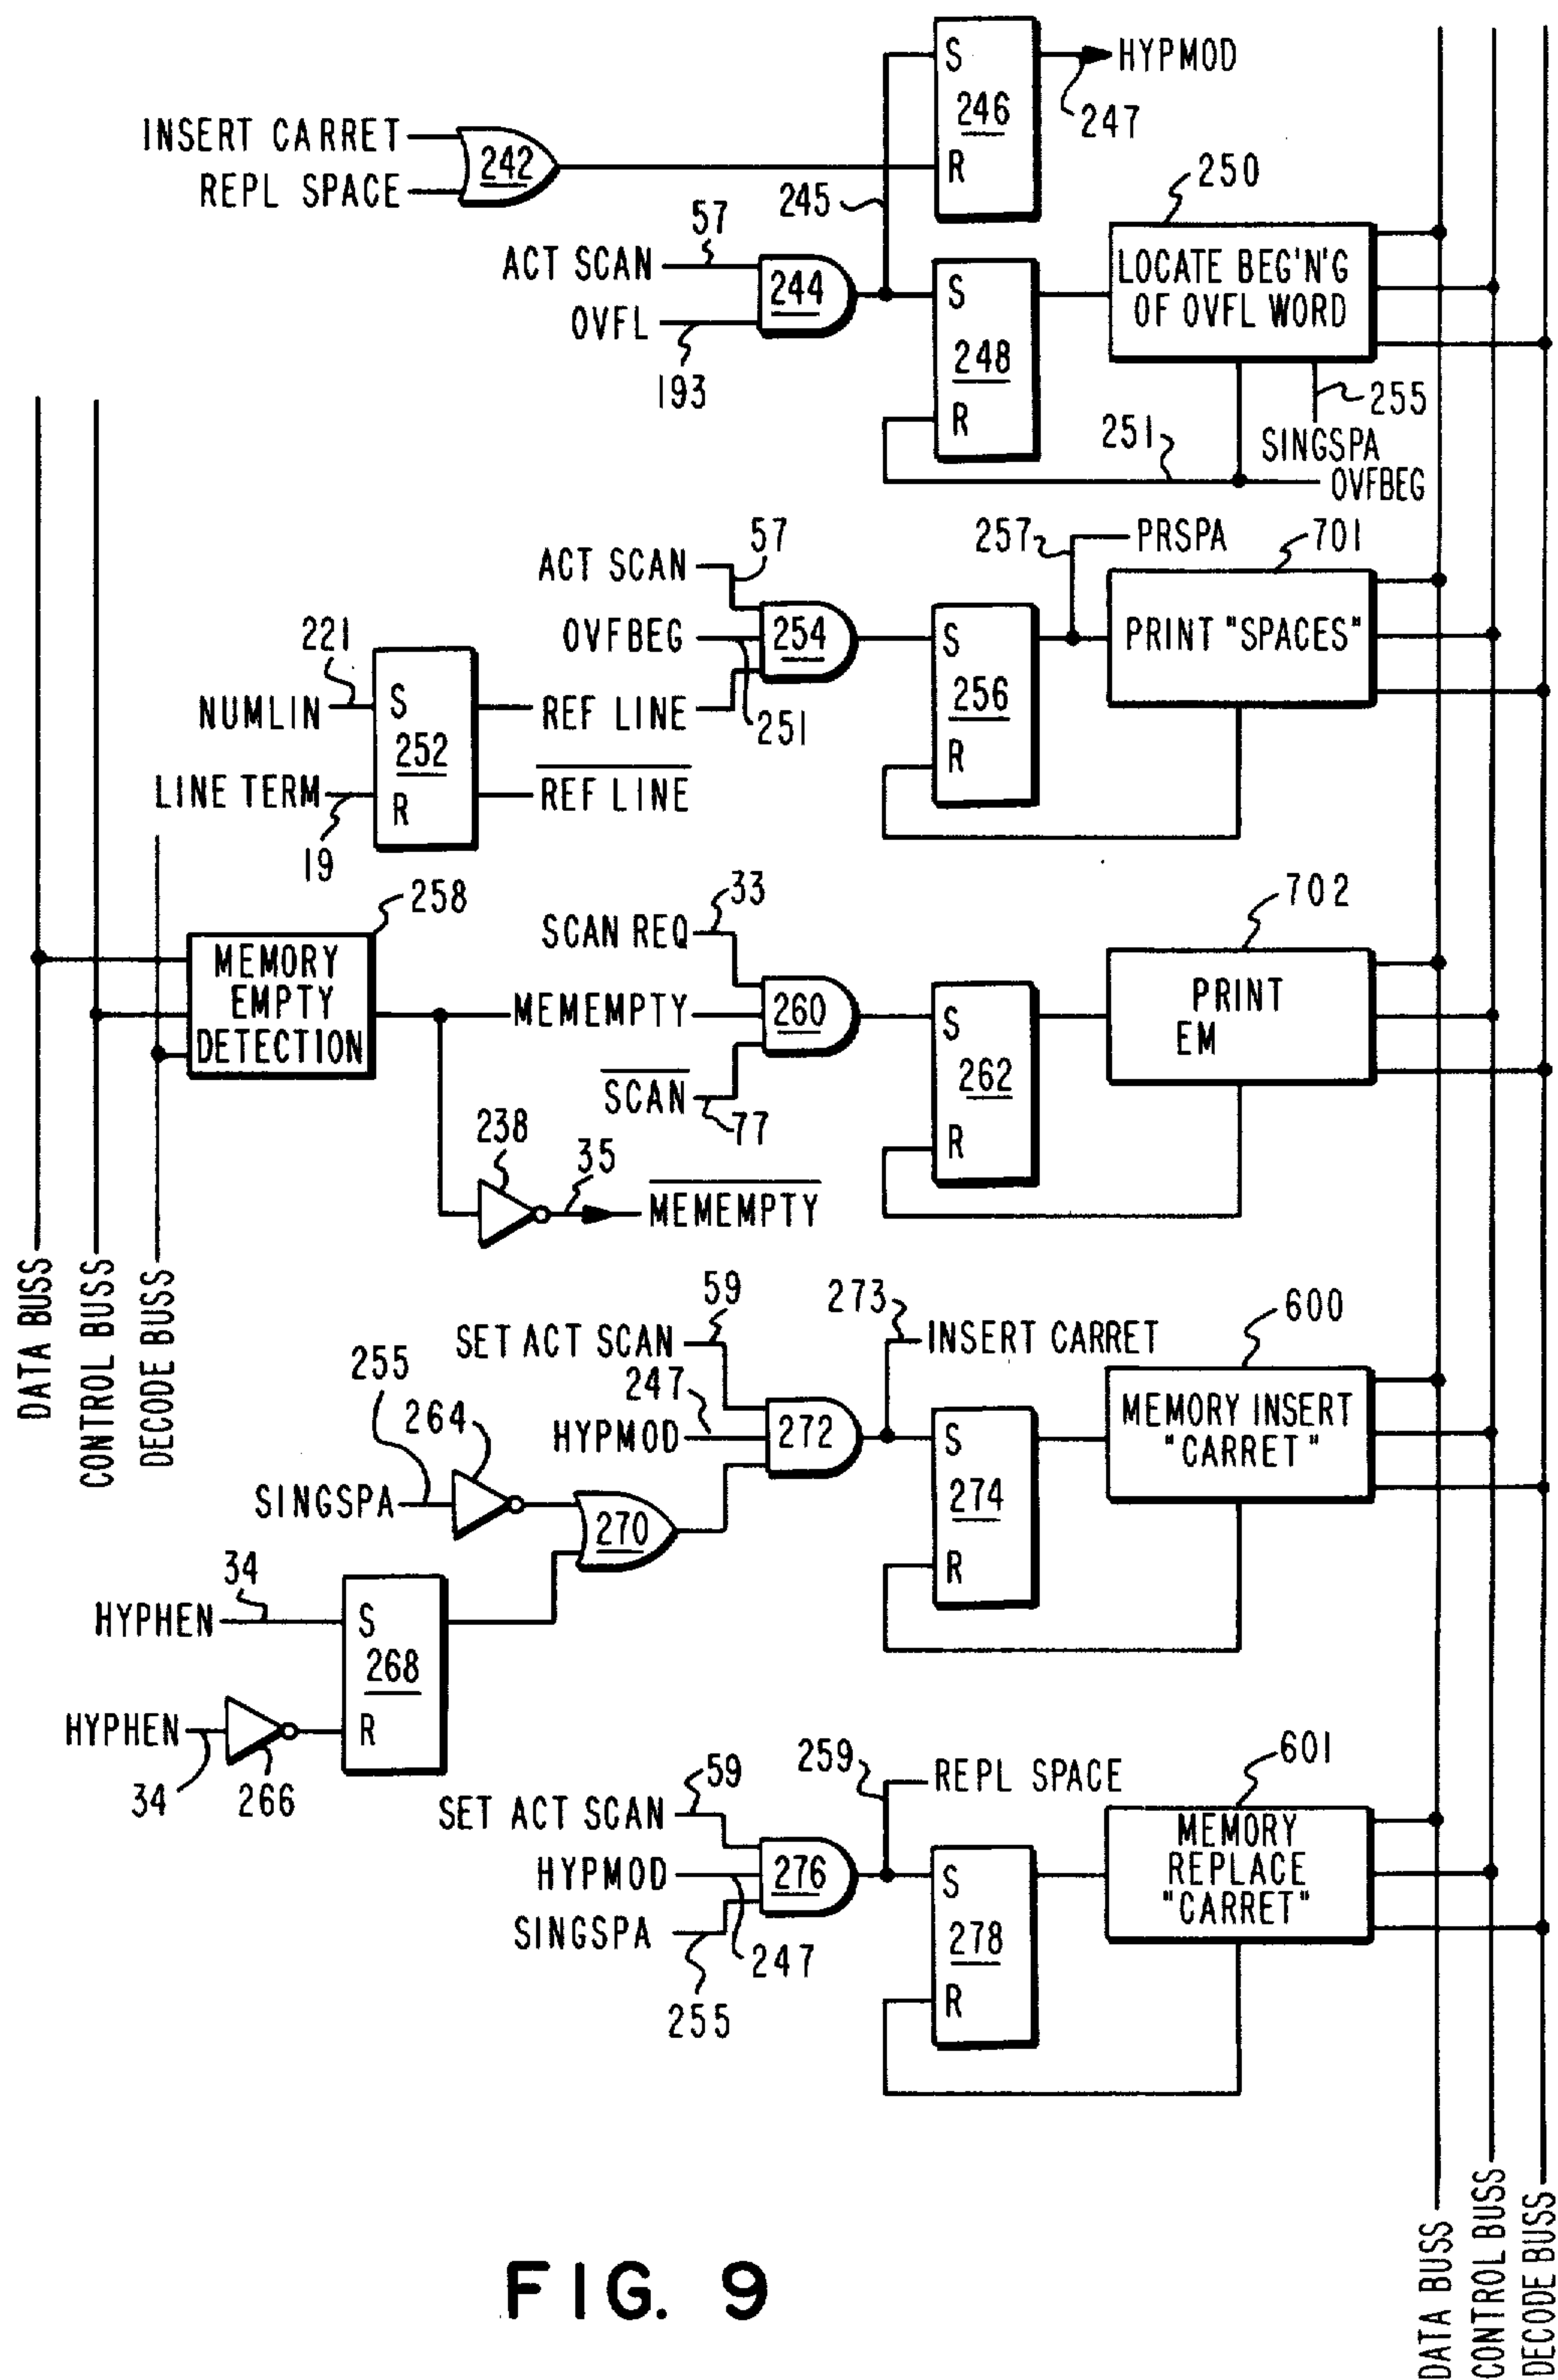 S
246
R
HYPMOD
247
INSERT CARRET
REPL SPACE
242
245
250
57
ACT SCAN
OVFL
193
244
S
248
R
LOCATE BEG'N'G
OF OVFL WORD
255
SINGSPA
251
OVFBEG
ACT SCAN
57
OVFBEG
251
REF LINE
254
257
PRSPA
701
S
256
R
PRINT "SPACES"
221
NUMLIN
LINE TERM
19
S
252
R
REF LINE
REF LINE
258
MEMORY
EMPTY
DETECTION
SCAN REQ
33
MEMEMPTY
SCAN
77
260
S
262
R
702
PRINT
EM
238
35
MEMEMPTY
DATA BUSS
CONTROL BUSS
DECODE BUSS
59
SET ACT SCAN
247
HYPMOD
272
273
INSERT CARRET
600
S
274
R
MEMORY INSERT
"CARRET"
255
264
SINGSPA
270
34
HYPHEN
S
268
R
HYPHEN
34
266
59
SET ACT SCAN
HYPMOD
247
SINGSPA
255
276
259
REPL SPACE
601
S
278
R
MEMORY
REPLACE
"CARRET"
DATA BUSS
CONTROL BUSS
DECODE BUSS
FIG. 9